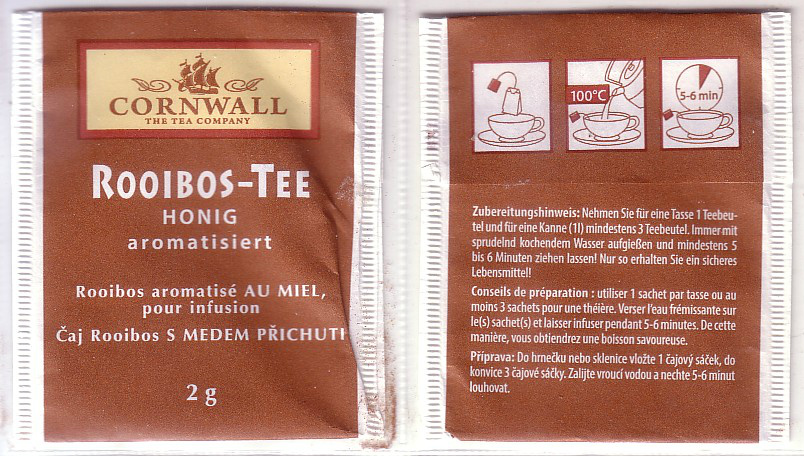 CORNWALL
THE TEA COMPANY
ROOIBOS-TEE
HONIG
aromatisiert
Rooibos aromatisé AU MIEL,
pour infusion
Čaj Rooibos S MEDEM PŘICHUTI
2 g
100°C
5-6 min
Zubereitungshinweis: Nehmen Sie für eine Tasse 1 Teebeu-
tel und für eine Kanne (1l) mindestens 3 Teebeutel. Immer mit
sprudelnd kochendem Wasser aufgießen und mindestens 5
bis 6 Minuten ziehen lassen! Nur so erhalten Sie ein sicheres
Lebensmittel!
Conseils de préparation : utiliser 1 sachet par tasse ou au
moins 3 sachets pour une théière. Verser l'eau frémissante sur
le(s) sachet(s) et laisser infuser pendant 5-6 minutes. De cette
manière, vous obtiendrez une boisson savoureuse.
Příprava: Do hrnečku nebo sklenice vložte 1 čajový sáček, do
konvice 3 čajové sáčky. Zalijte vroucí vodou a nechte 5-6 minut
louhovat.